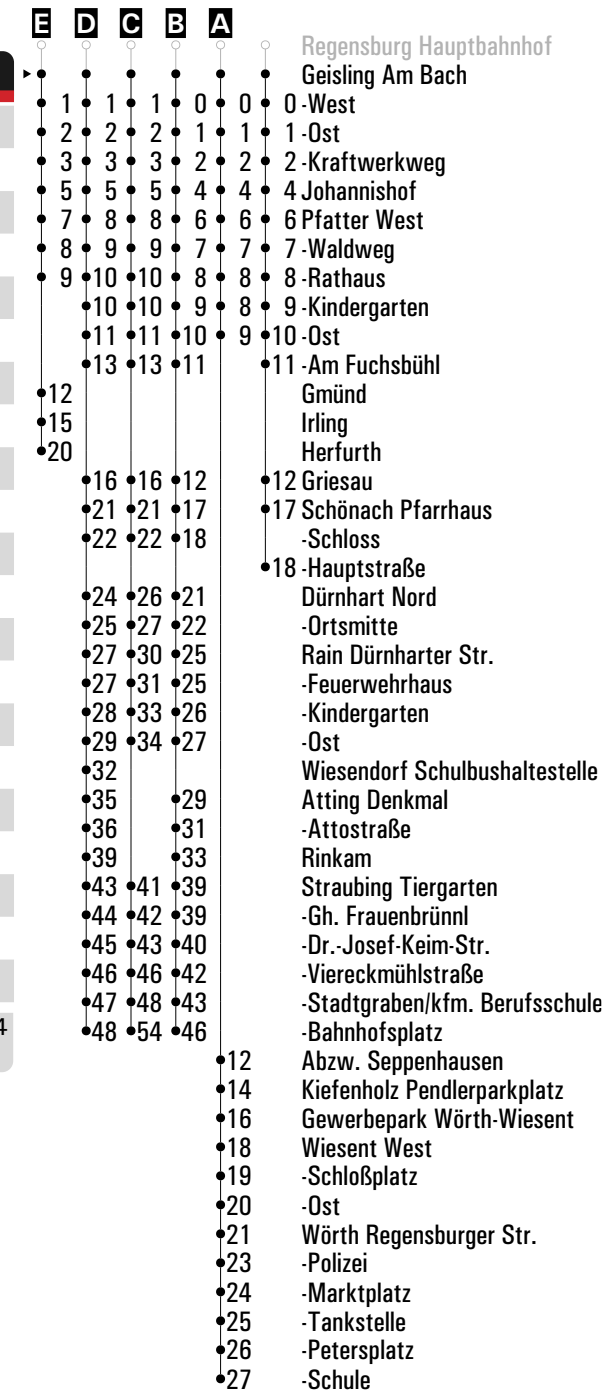 E D C B A
Regensburg Hauptbahnhof
Geisling Am Bach
1 1 1 0 0 0 -West
2 2 2 1 1 1 -Ost
3 3 3 2 2 2 -Kraftwerkweg
5 5 5 4 4 4 Johannishof
7 8 8 6 6 6 Pfatter West
8 9 9 7 7 7 -Waldweg
9 10 10 8 8 8 -Rathaus
10 10 9 8 9 -Kindergarten
11 11 10 9 10 -Ost
13 13 11 11 -Am Fuchsbühl
12 Gmünd
15 Irling
20 Herfurth
16 16 12 12 Griesau
21 21 17 17 Schönach Pfarrhaus
22 22 18 -Schloss
18 -Hauptstraße
24 26 21 Dürnhart Nord
25 27 22 -Ortsmitte
27 30 25 Rain Dürnharter Str.
27 31 25 -Feuerwehrhaus
28 33 26 -Kindergarten
29 34 27 -Ost
32 Wiesendorf Schulbushaltestelle
35 29 Atting Denkmal
36 31 -Attostraße
39 33 Rinkam
43 41 39 Straubing Tiergarten
44 42 39 -Gh. Frauenbrünnl
45 43 40 -Dr.-Josef-Keim-Str.
46 46 42 -Viereckmühlstraße
47 48 43 -Stadtgraben/kfm. Berufsschule
4 48 54 46 -Bahnhofsplatz
12 Abzw. Seppenhausen
14 Kiefenholz Pendlerparkplatz
16 Gewerbepark Wörth-Wiesent
18 Wiesent West
19 -Schloßplatz
20 -Ost
21 Wörth Regensburger Str.
23 -Polizei
24 -Marktplatz
25 -Tankstelle
26 -Petersplatz
27 -Schule